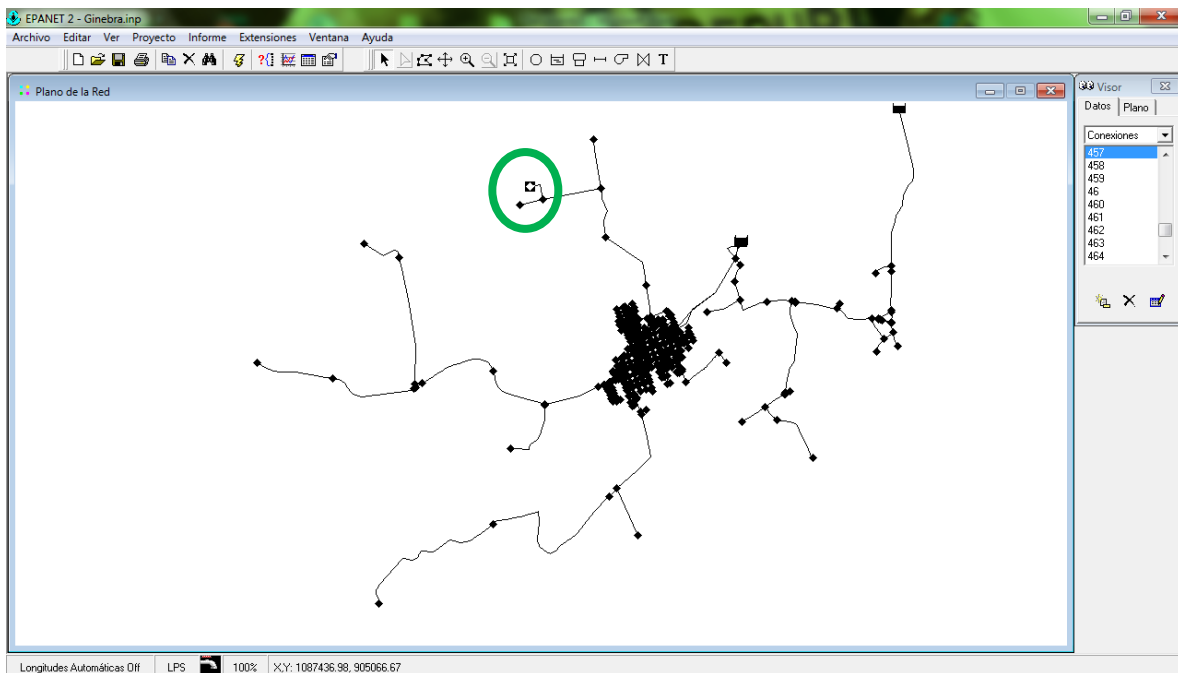 EPANET 2 - Ginebra.inp
Archivo Editar Ver Proyecto Informe Extensiones Ventana Ayuda
T
Plano de la Red
Visor
Datos Plano
Conexiones
457
458
459
46
460
461
462
463
464
Longitudes Automáticas Off LPS 100% X,Y: 1087436.98, 905066.67